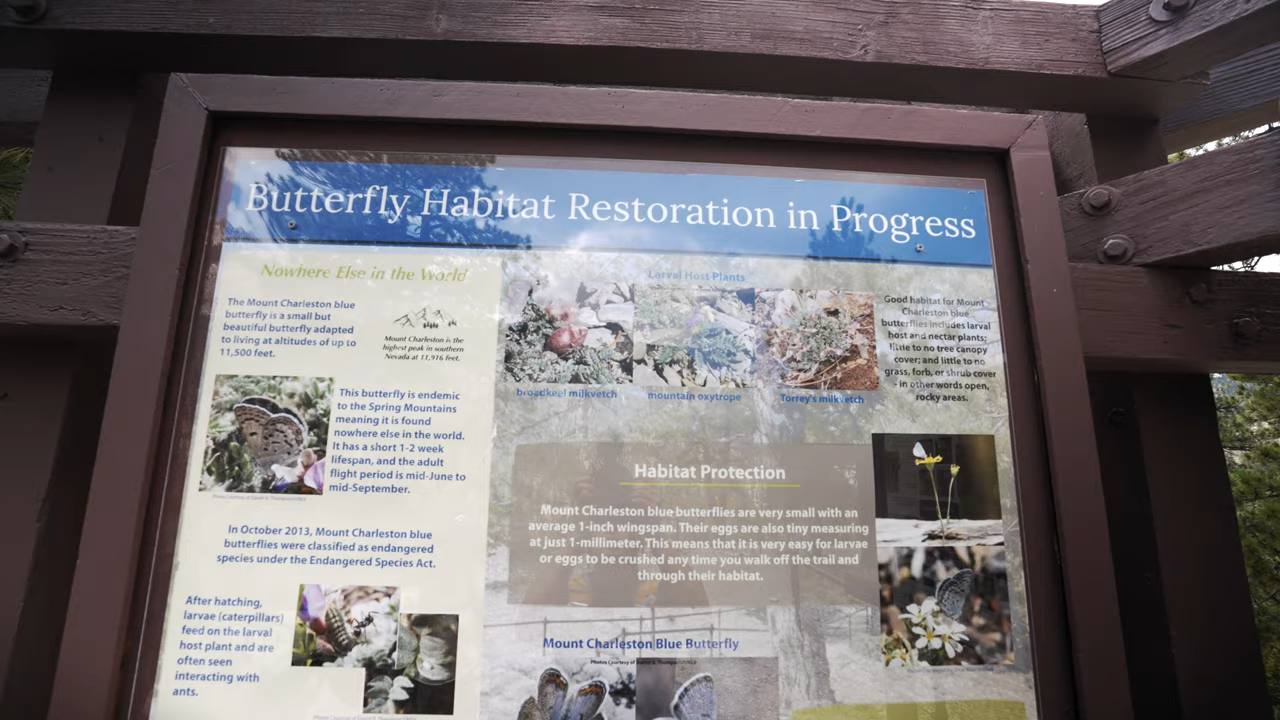 Butterfly Habitat Restoration in Progress
Nowhere Else in the World
The Mount Charleston blue
butterfly is a small but
beautiful butterfly adapted
to living at altitudes of up to
11,500 feet.
Mount Charleston is the
highest peak in southern
Nevada at 11,916 feet.
This butterfly is endemic
to the Spring Mountains
meaning it is found
nowhere else in the world.
It has a short 1-2 week
lifespan, and the adult
flight period is mid-June to
mid-September.
In October 2013, Mount Charleston blue
butterflies were classified as endangered
species under the Endangered Species Act.
After hatching,
larvae (caterpillars)
feed on the larval
host plant and are
often seen
interacting with
ants.
Larval Host Plants
broadkeel milkvetch
mountain oxytrope
Torrey's milkvetch
Good habitat for Mount
Charleston blue
butterflies includes larval
host and nectar plants;
little to no tree canopy
cover; and little to no
grass, forb, or shrub cover
- in other words open,
rocky areas.
Habitat Protection
Mount Charleston blue butterflies are very small with an
average 1-inch wingspan. Their eggs are also tiny measuring
at just 1-millimeter. This means that it is very easy for larvae
or eggs to be crushed any time you walk off the trail and
through their habitat.
Mount Charleston Blue Butterfly